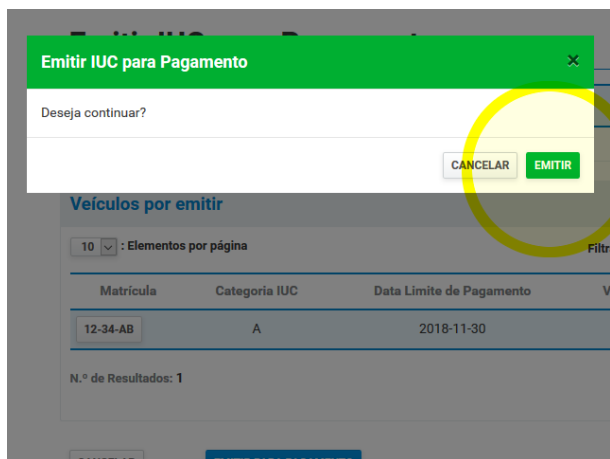 Emitir IUC para Pagamento ×
Deseja continuar?
CANCELAR EMITIR
Veículos por emitir
10 : Elementos por página
Filtr
Matrícula Categoria IUC Data Limite de Pagamento V
12-34-AB A 2018-11-30
N.º de Resultados: 1